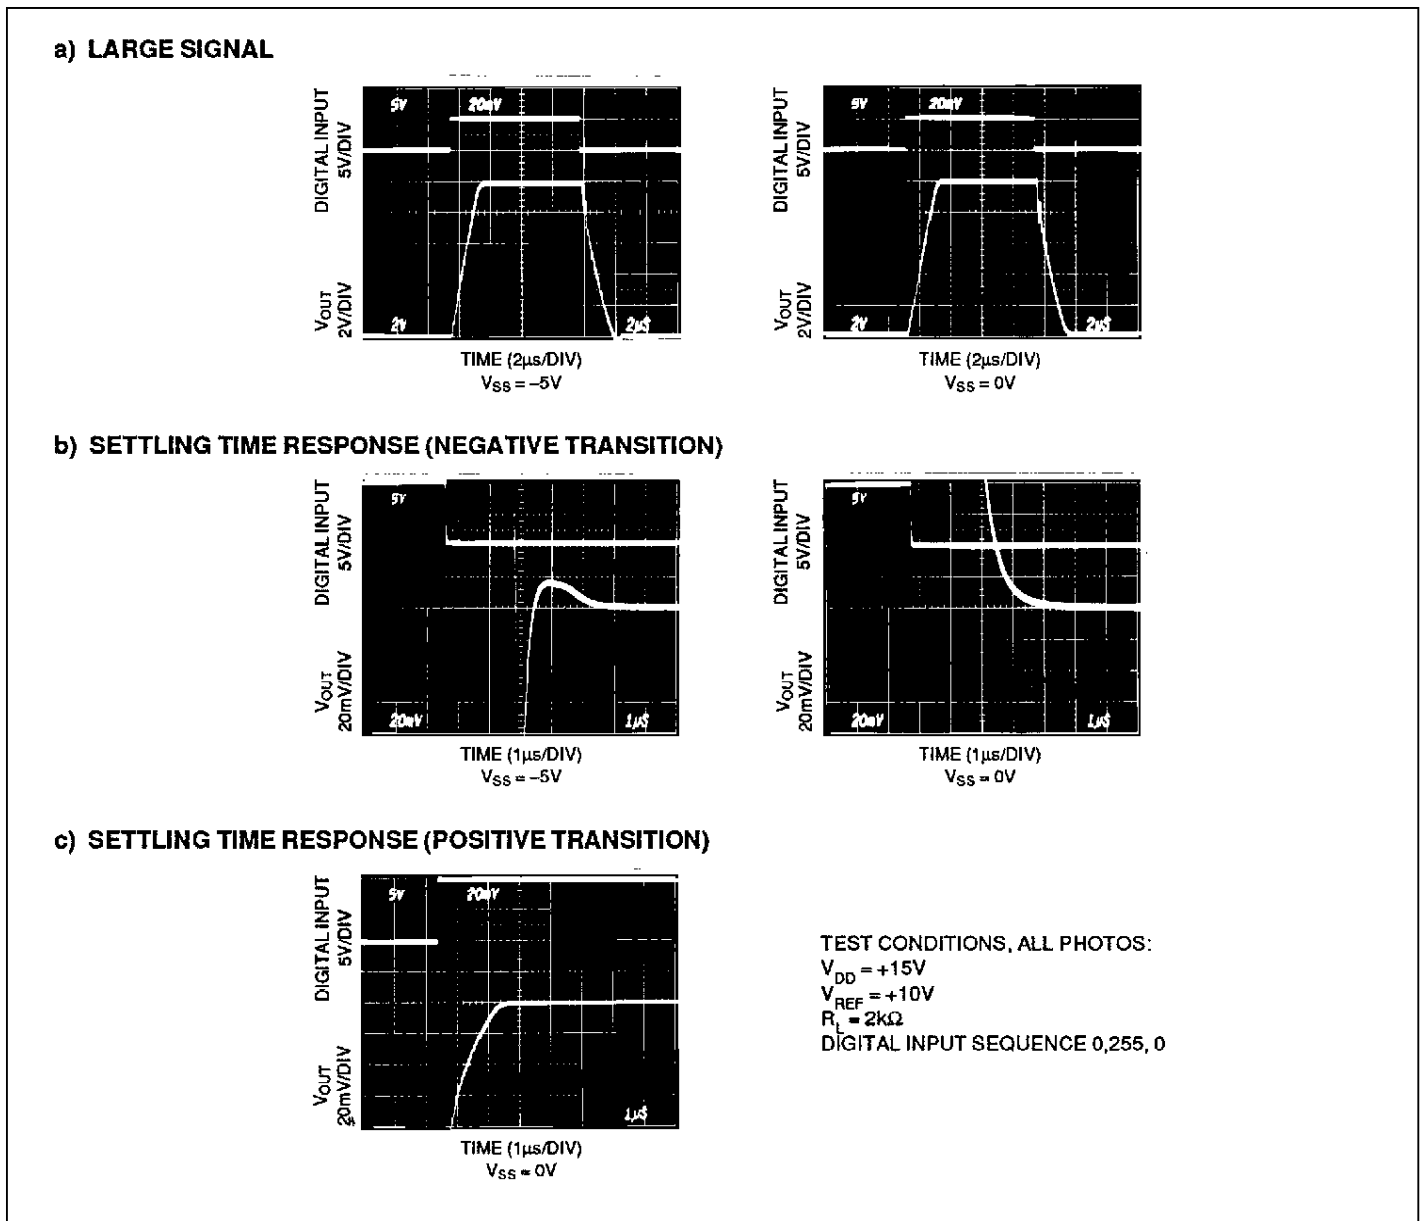 a) LARGE SIGNAL
DIGITAL INPUT
5V/DIV
VOUT
2V/DIV
5V
20mV
2V
2µS
TIME (2µs/DIV)
VSS = –5V
DIGITAL INPUT
5V/DIV
VOUT
2V/DIV
5V
20mV
2V
2µS
TIME (2µs/DIV)
VSS = 0V
b) SETTLING TIME RESPONSE (NEGATIVE TRANSITION)
DIGITAL INPUT
5V/DIV
VOUT
20mV/DIV
5V
20mV
1µS
TIME (1µs/DIV)
VSS = –5V
DIGITAL INPUT
5V/DIV
VOUT
20mV/DIV
5V
20mV
1µS
TIME (1µs/DIV)
VSS = 0V
c) SETTLING TIME RESPONSE (POSITIVE TRANSITION)
DIGITAL INPUT
5V/DIV
VOUT
20mV/DIV
5V
20mV
1µS
TIME (1µs/DIV)
VSS = 0V
TEST CONDITIONS, ALL PHOTOS:
VDD = +15V
VREF = +10V
RL = 2kΩ
DIGITAL INPUT SEQUENCE 0,255, 0